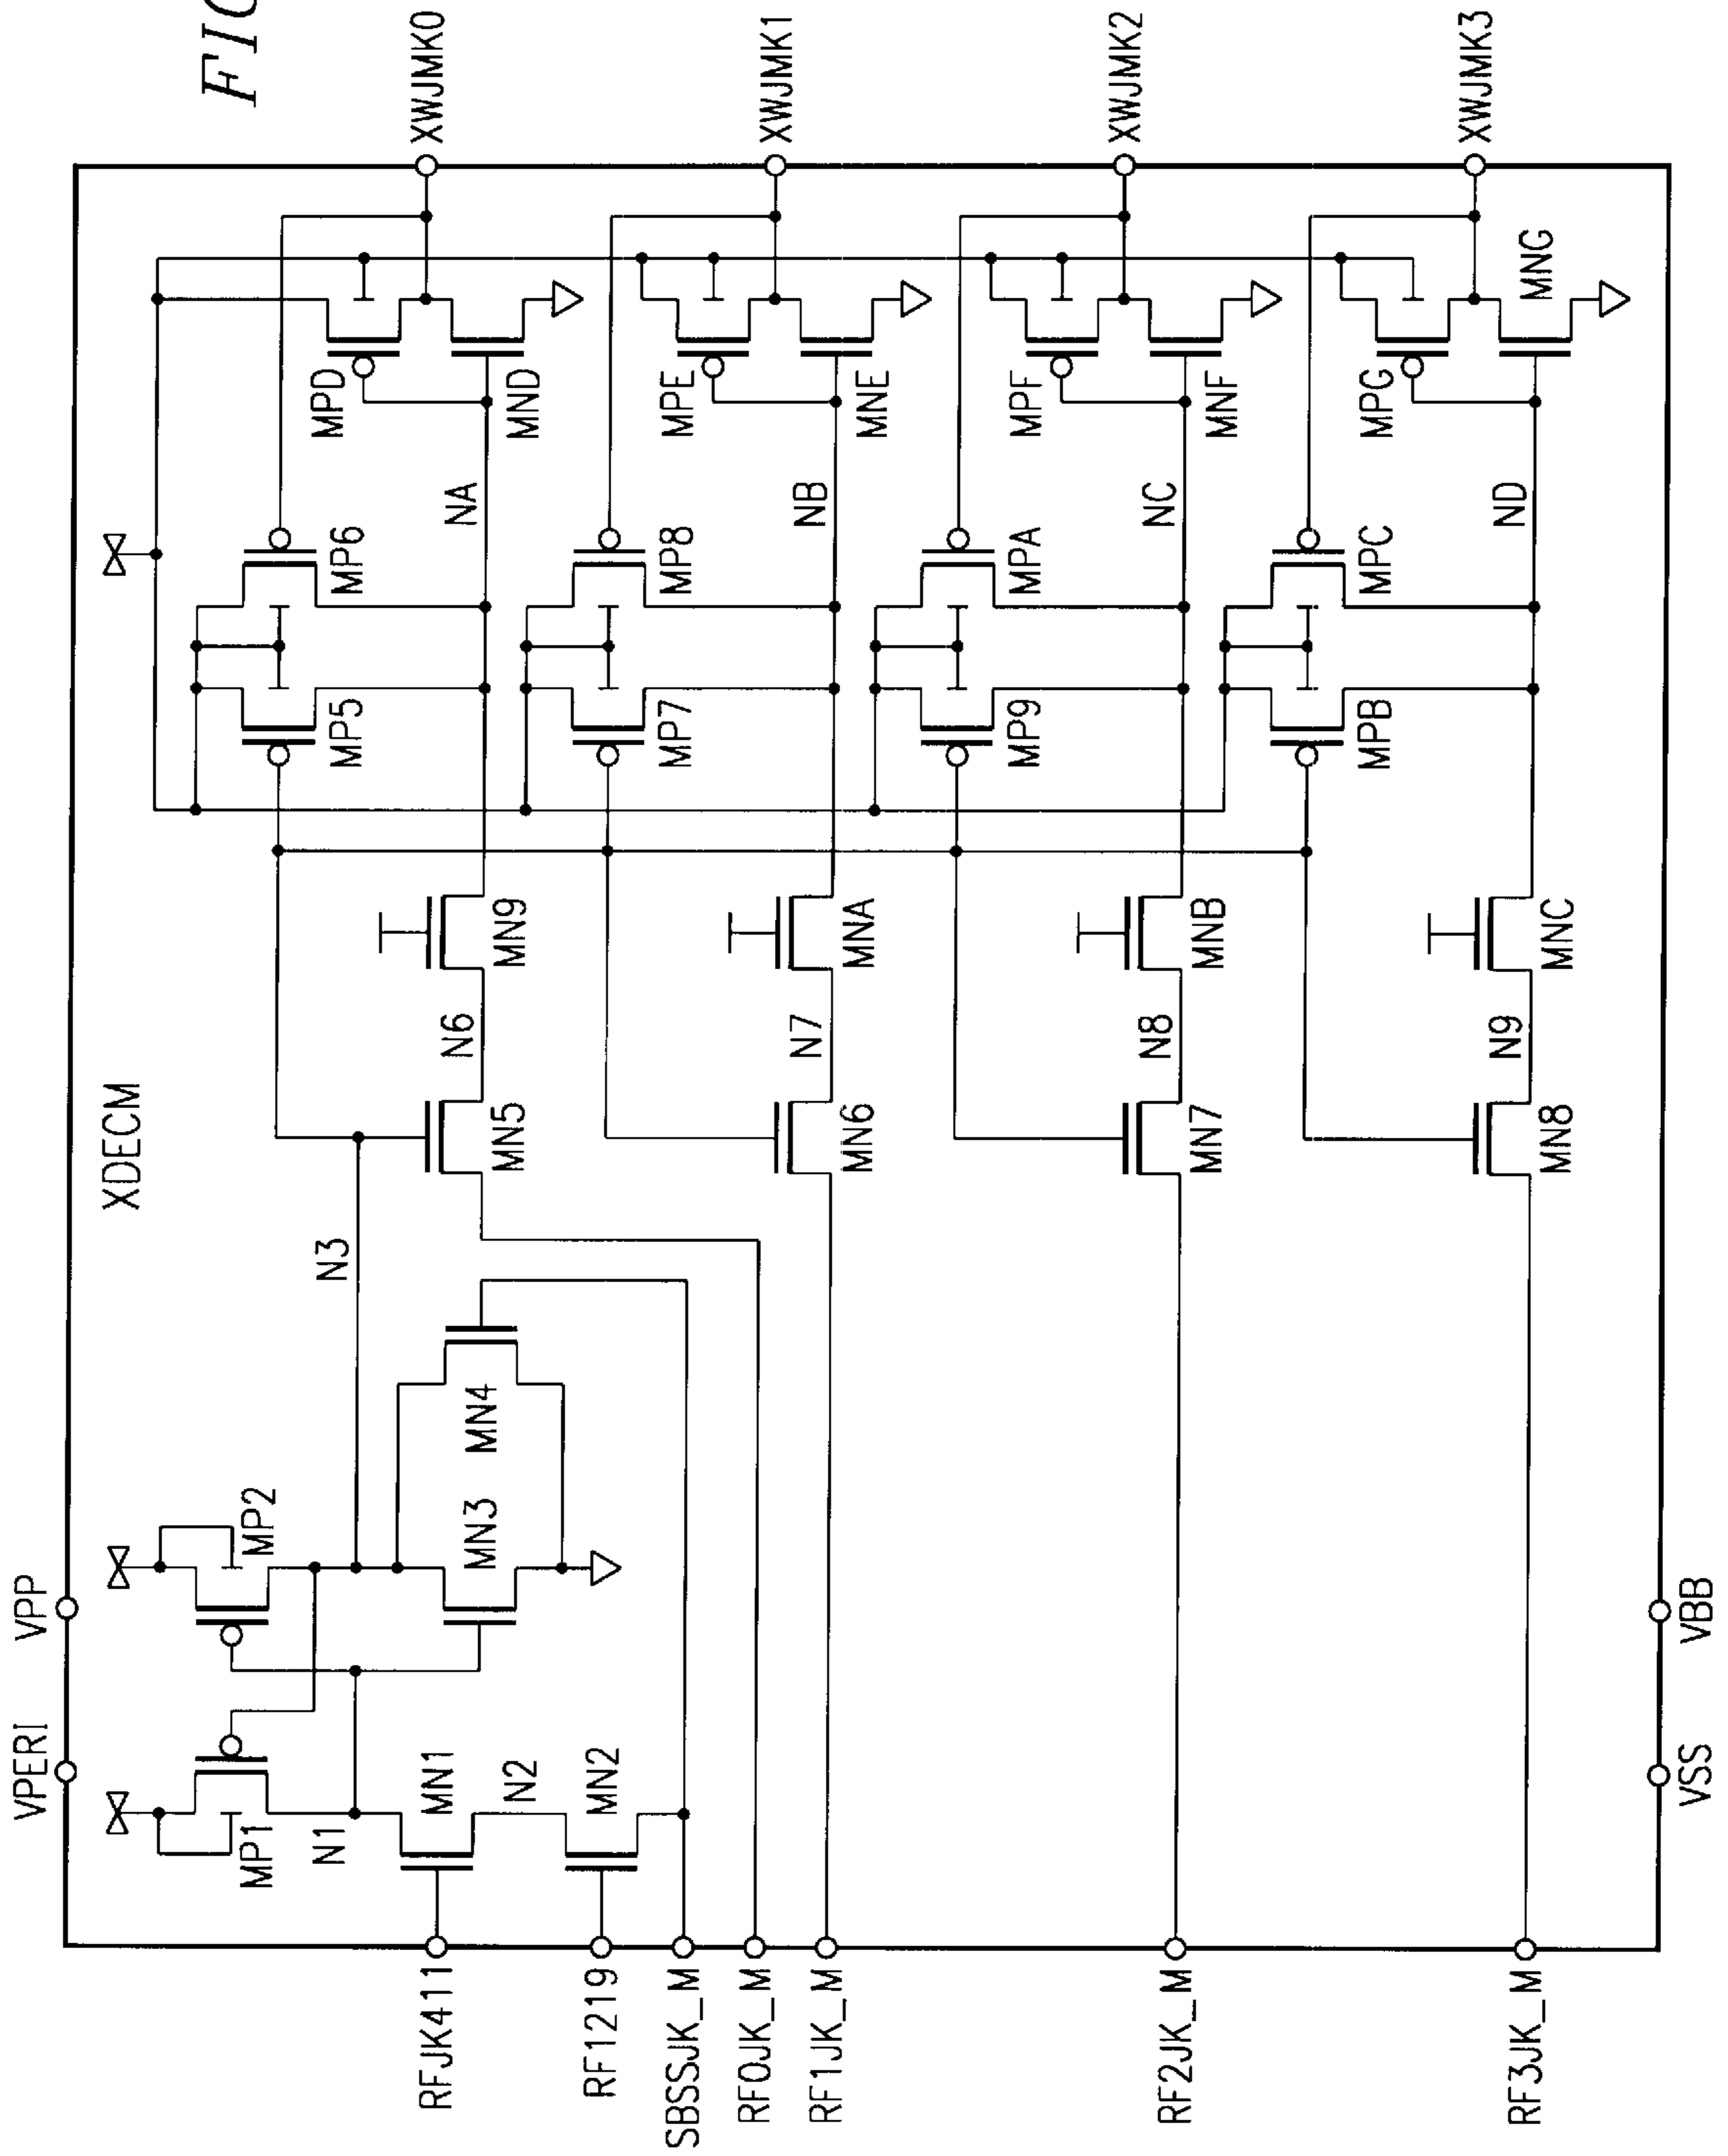 FIG
VPERI
VPP
XDECM
MP1
N1
MN1
N2
MN2
MP2
MN3
MN4
N3
MN5
N6
MN9
MP5
MP6
NA
MPD
MND
XWJMK0
MN6
N7
MNA
MP7
MP8
NB
MPE
MNE
XWJMK1
MN7
N8
MNB
MP9
MPA
NC
MPF
MNF
XWJMK2
MN8
N9
MNC
MPB
MPC
ND
MPG
MNG
XWJMK3
RFJK411
RF1219
SBSSJK_M
RF0JK_M
RF1JK_M
RF2JK_M
RF3JK_M
VSS
VBB